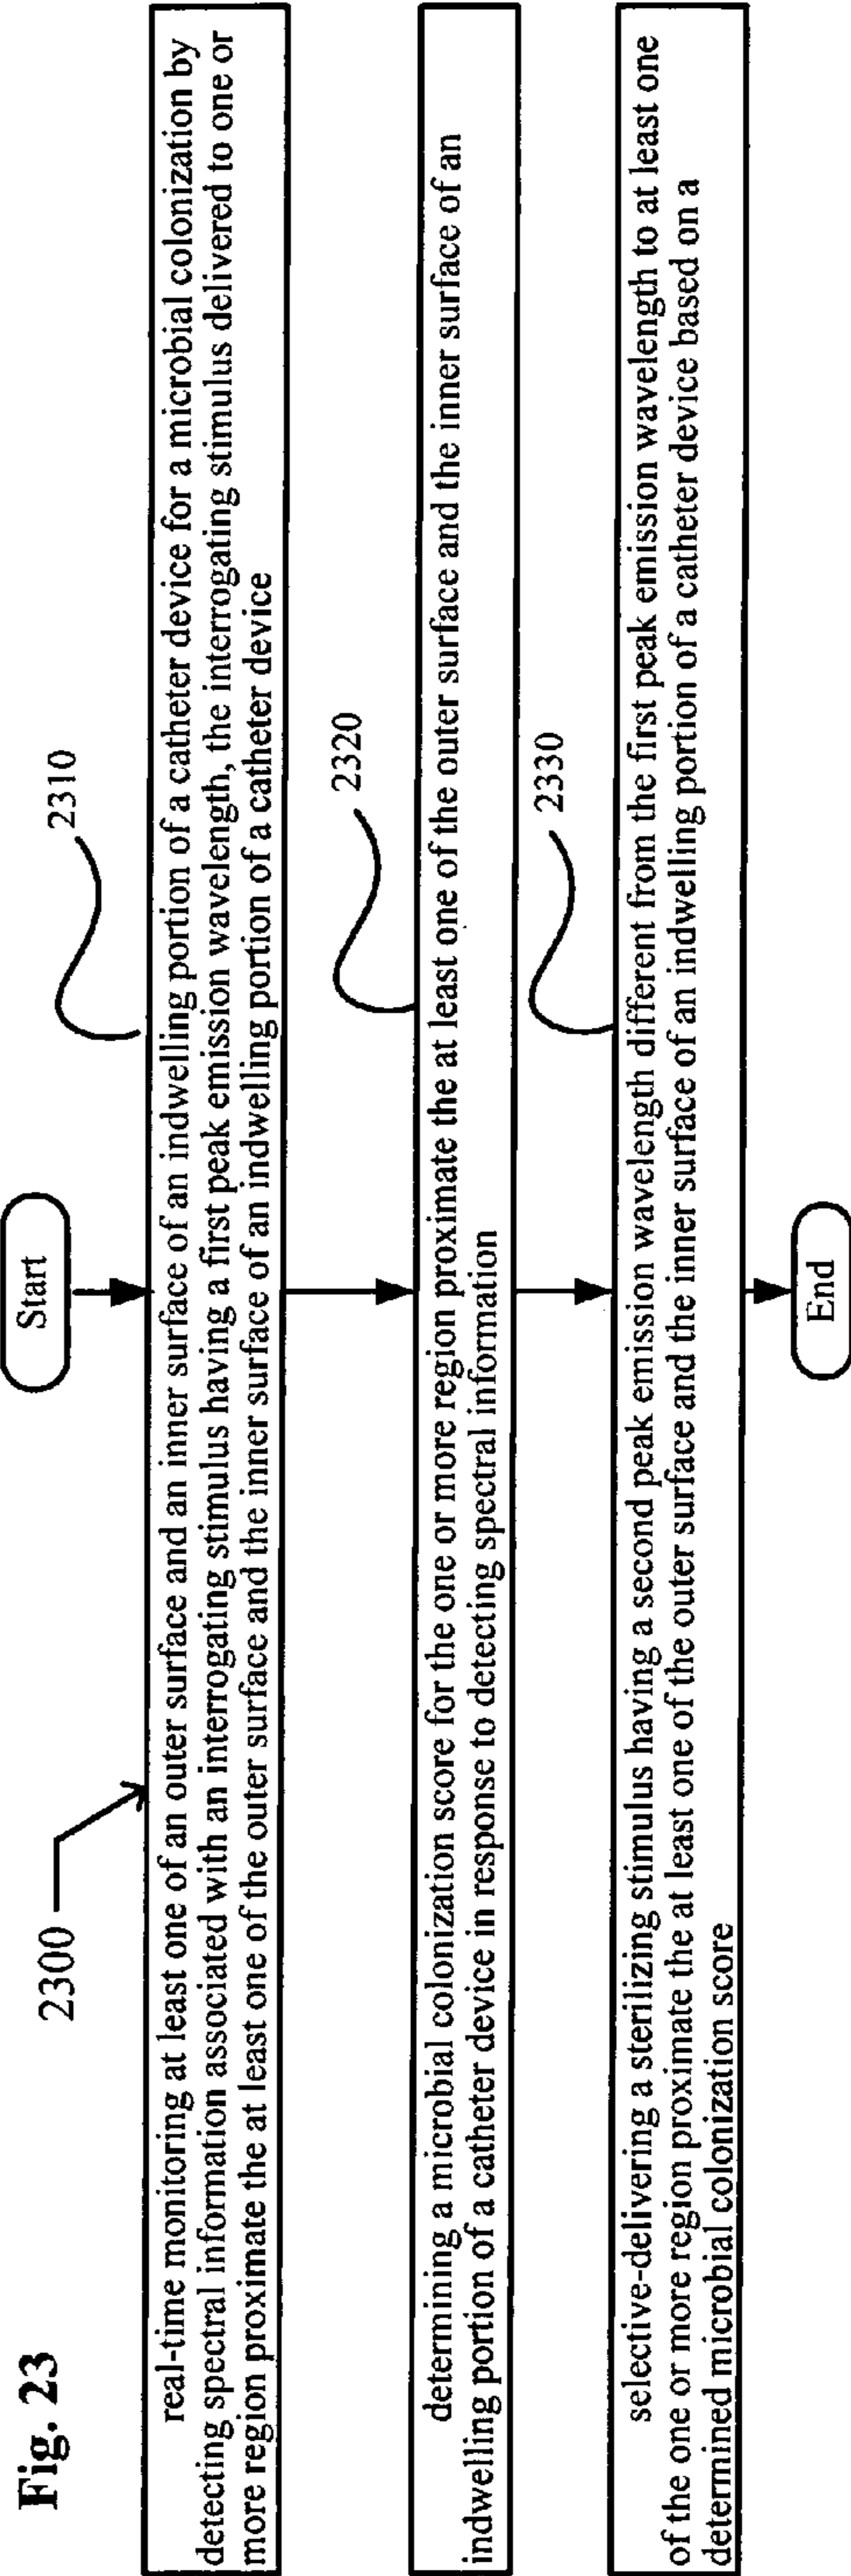 Fig. 23
2300
Start
2310
real-time monitoring at least one of an outer surface and an inner surface of an indwelling portion of a catheter device for a microbial colonization by
detecting spectral information associated with an interrogating stimulus having a first peak emission wavelength, the interrogating stimulus delivered to one or
more region proximate the at least one of the outer surface and the inner surface of an indwelling portion of a catheter device
2320
determining a microbial colonization score for the one or more region proximate the at least one of the outer surface and the inner surface of an
indwelling portion of a catheter device in response to detecting spectral information
2330
selective-delivering a sterilizing stimulus having a second peak emission wavelength different from the first peak emission wavelength to at least one
of the one or more region proximate the at least one of the outer surface and the inner surface of an indwelling portion of a catheter device based on a
determined microbial colonization score
End